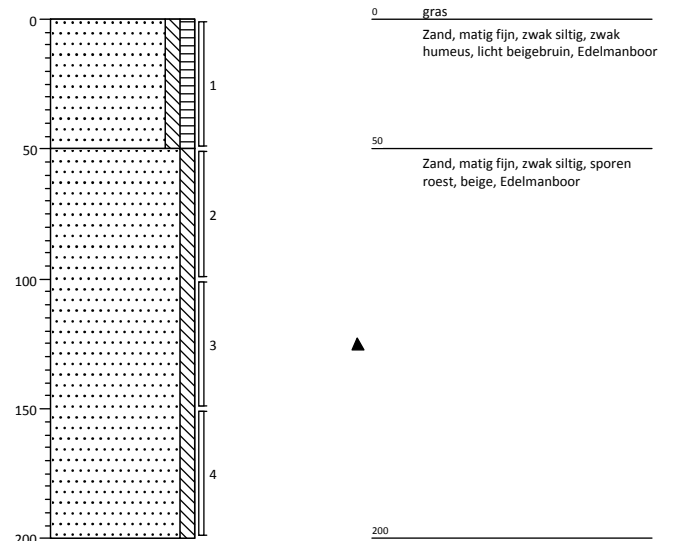 0
50
100
150
200
1
2
3
4
0
gras
Zand, matig fijn, zwak siltig, zwak
humeus, licht beigebruin, Edelmanboor
50
Zand, matig fijn, zwak siltig, sporen
roest, beige, Edelmanboor
200